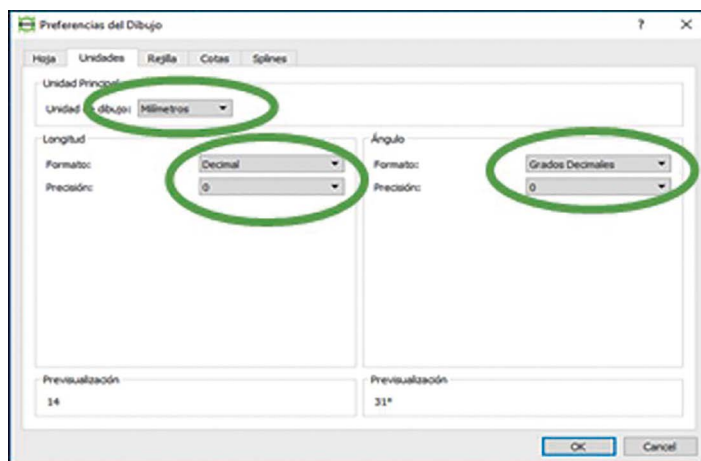 Preferencias del Dibujo
?
Hoja Unidades Rejilla Cotas Splines
Unidad Principal
Unidad de dibujo: Milímetros
Longitud
Formato: Decimal
Precisión: 0
Ángulo
Formato: Grados Decimales
Precisión: 0
Previsualización
14
Previsualización
31°
OK Cancel